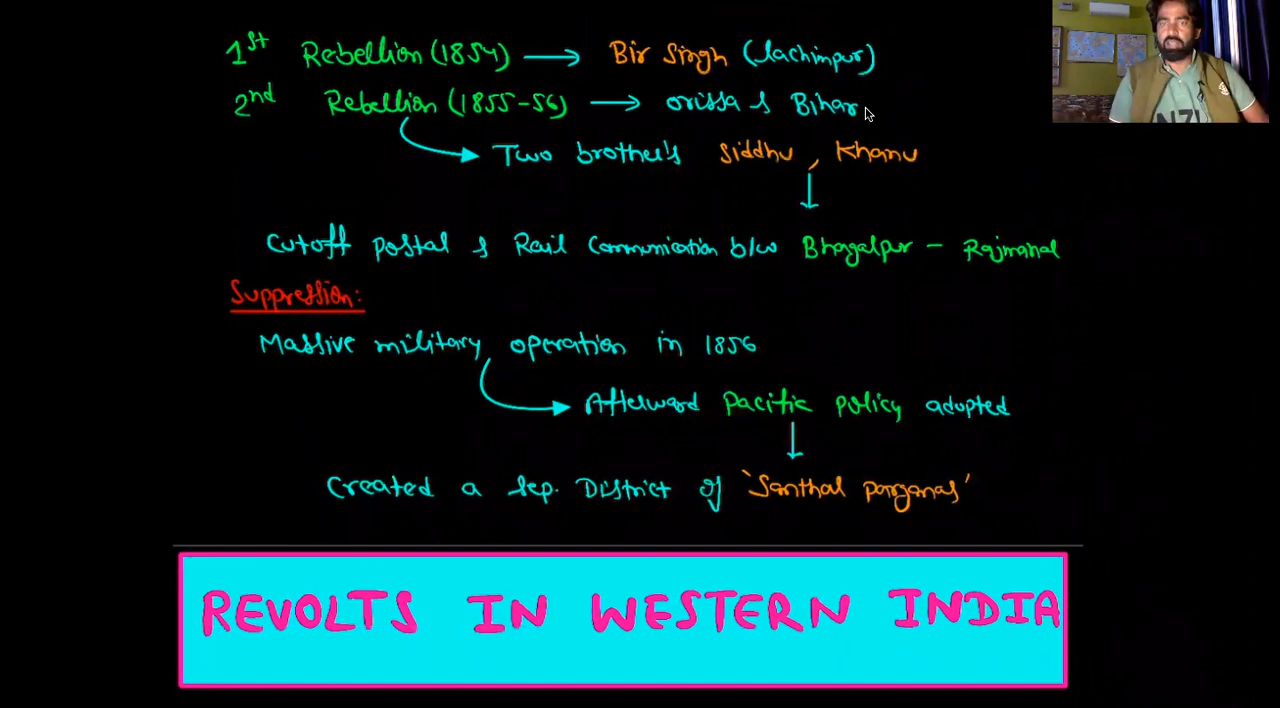 1st Rebellion (1854) → Bir Singh (lachimpur)
2nd Rebellion (1855-56) → orissa & Bihar
Two brother's Siddhu, Khanu
Cutoff postal & Rail Communication b/w Bhagalpur - Rajmahal
Suppression:
Massive military operation in 1856
Afterward Pacific policy adopted
Created a sep. District of 'Santhal parganas'
REVOLTS IN WESTERN INDIA
NZ